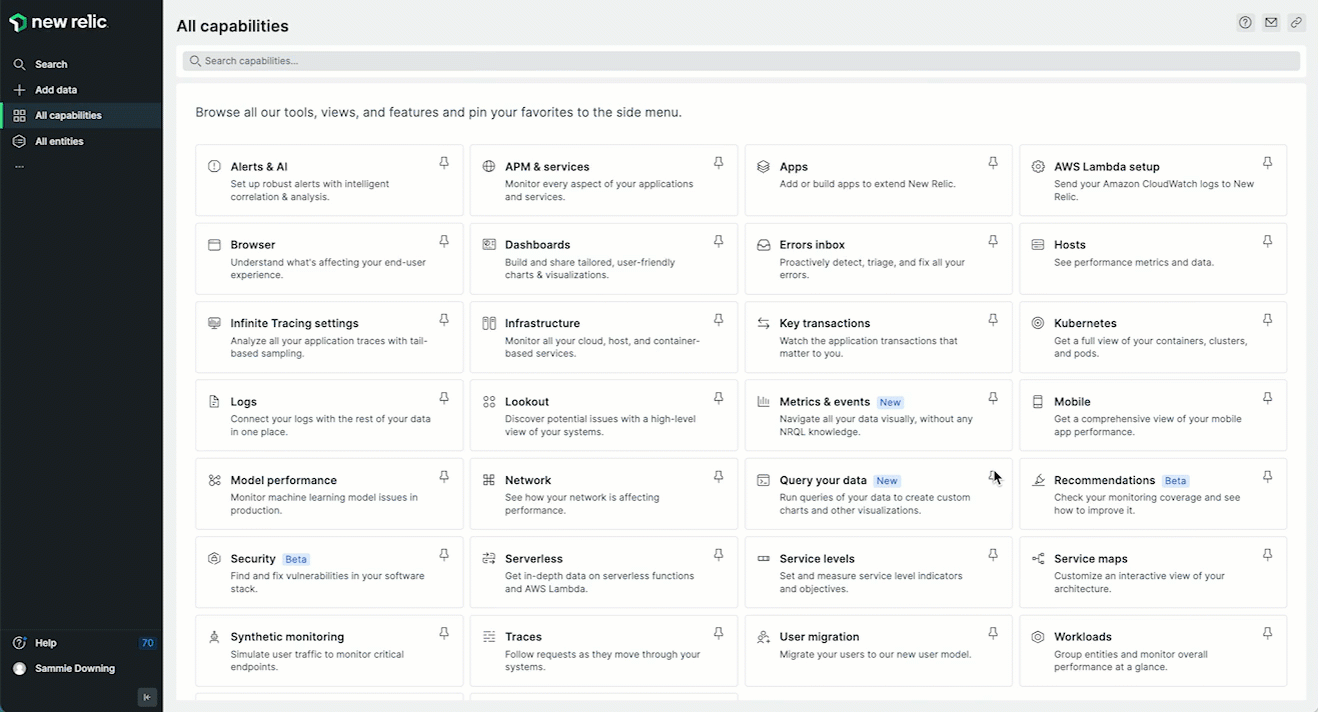 new relic
Search
Add data
All capabilities
All entities
...
Help 70
Sammie Downing
All capabilities
Search capabilities...
Browse all our tools, views, and features and pin your favorites to the side menu.
Alerts & AI
Set up robust alerts with intelligent
correlation & analysis.
APM & services
Monitor every aspect of your applications
and services.
Apps
Add or build apps to extend New Relic.
AWS Lambda setup
Send your Amazon CloudWatch logs to New
Relic.
Browser
Understand what's affecting your end-user
experience.
Dashboards
Build and share tailored, user-friendly
charts & visualizations.
Errors inbox
Proactively detect, triage, and fix all your
errors.
Hosts
See performance metrics and data.
Infinite Tracing settings
Analyze all your application traces with tail-
based sampling.
Infrastructure
Monitor all your cloud, host, and container-
based services.
Key transactions
Watch the application transactions that
matter to you.
Kubernetes
Get a full view of your containers, clusters,
and pods.
Logs
Connect your logs with the rest of your data
in one place.
Lookout
Discover potential issues with a high-level
view of your systems.
Metrics & events New
Navigate all your data visually, without any
NRQL knowledge.
Mobile
Get a comprehensive view of your mobile
app performance.
Model performance
Monitor machine learning model issues in
production.
Network
See how your network is affecting
performance.
Query your data New
Run queries of your data to create custom
charts and other visualizations.
Recommendations Beta
Check your monitoring coverage and see
how to improve it.
Security Beta
Find and fix vulnerabilities in your software
stack.
Serverless
Get in-depth data on serverless functions
and AWS Lambda.
Service levels
Set and measure service level indicators
and objectives.
Service maps
Customize an interactive view of your
architecture.
Synthetic monitoring
Simulate user traffic to monitor critical
endpoints.
Traces
Follow requests as they move through your
systems.
User migration
Migrate your users to our new user model.
Workloads
Group entities and monitor overall
performance at a glance.